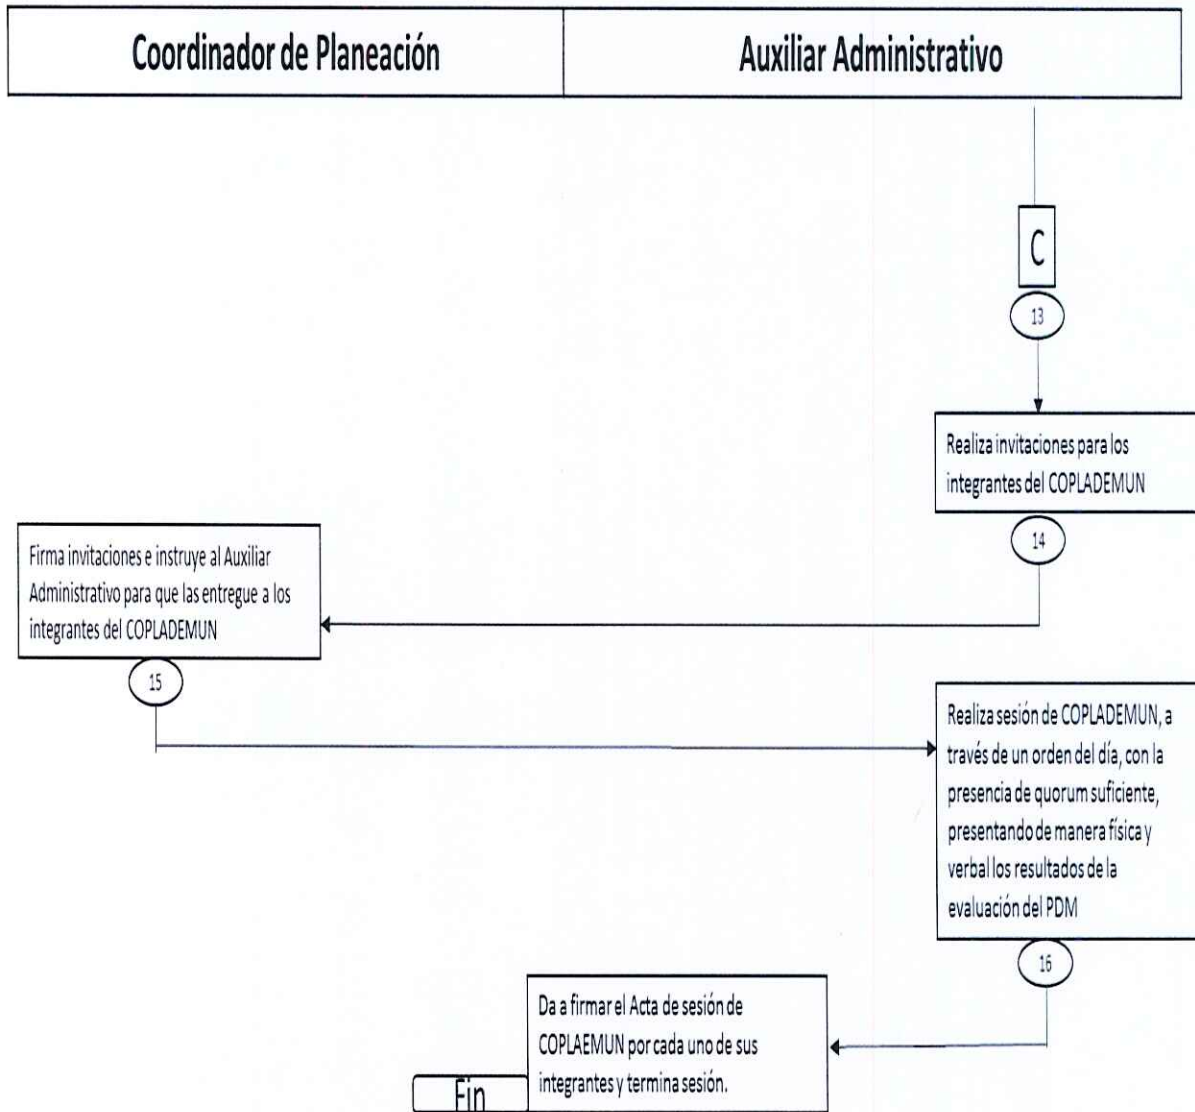 Coordinador de Planeación
Auxiliar Administrativo
C
13
Realiza invitaciones para los
integrantes del COPLADEMUN
14
Firma invitaciones e instruye al Auxiliar
Administrativo para que las entregue a los
integrantes del COPLADEMUN
15
Realiza sesión de COPLADEMUN, a
través de un orden del día, con la
presencia de quorum suficiente,
presentando de manera física y
verbal los resultados de la
evaluación del PDM
16
Da a firmar el Acta de sesión de
COPLAEMUN por cada uno de sus
integrantes y termina sesión.
Fin